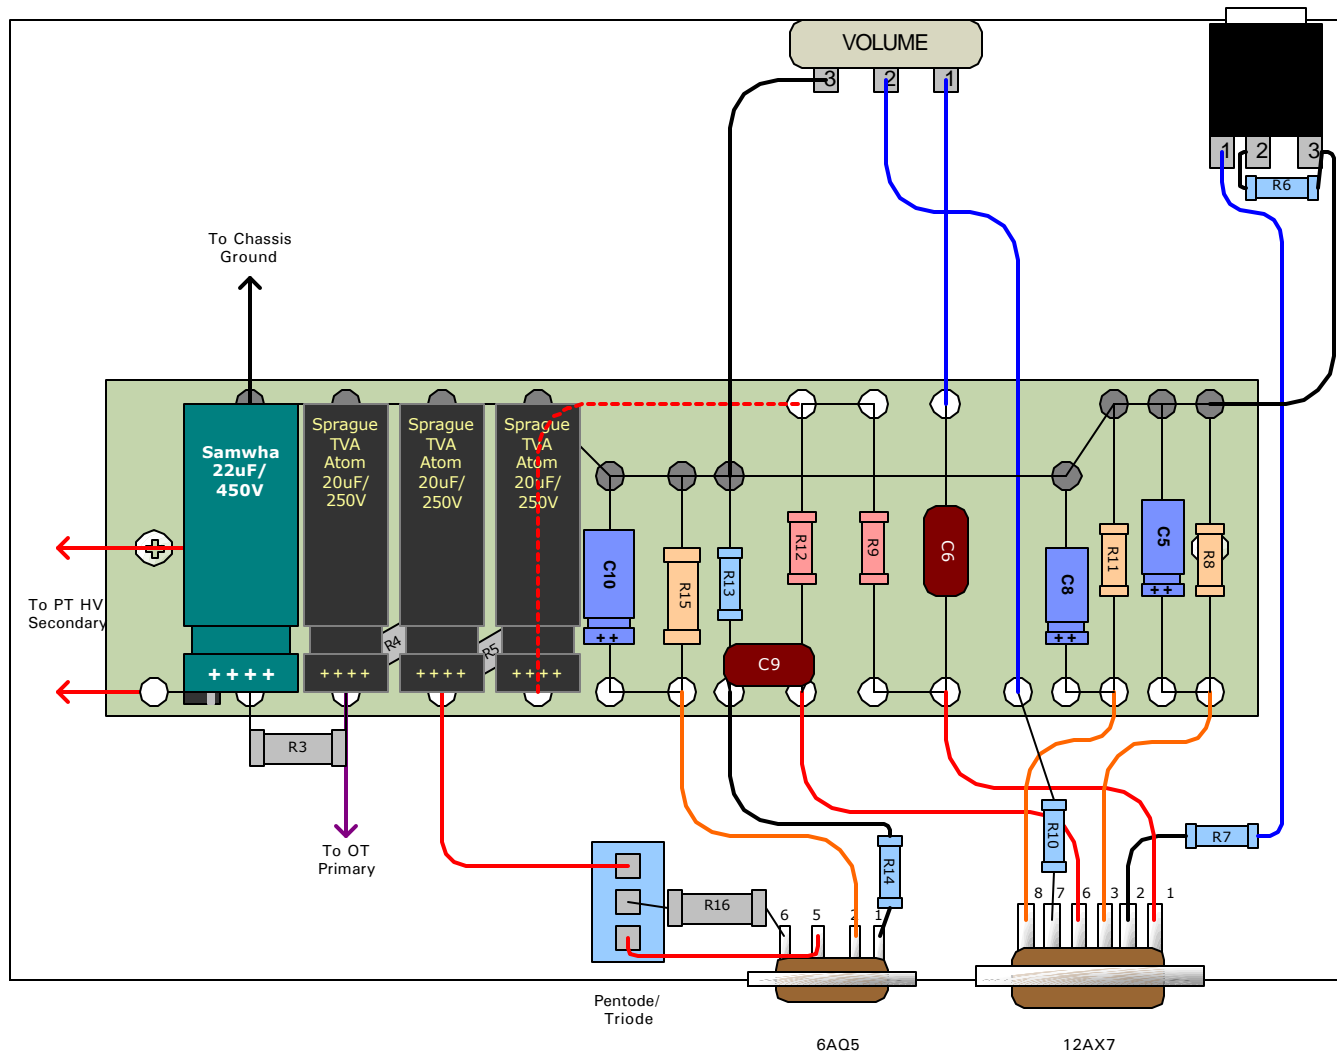 VOLUME
3 2 1
1 2 3
R6
To Chassis
Ground
Samwha
22uF/
450V
Sprague
TVA
Atom
20uF/
250V
Sprague
TVA
Atom
20uF/
250V
Sprague
TVA
Atom
20uF/
250V
++++
++++
++++
++++
R4
R5
C10
++
R15
R13
R12
R9
C6
C8
++
R11
C5
++
R8
C9
To PT HV
Secondary
R3
To OT
Primary
R16
R14
R10
R7
6 5 2 1
8 7 6 3 2 1
Pentode/
Triode
6AQ5
12AX7